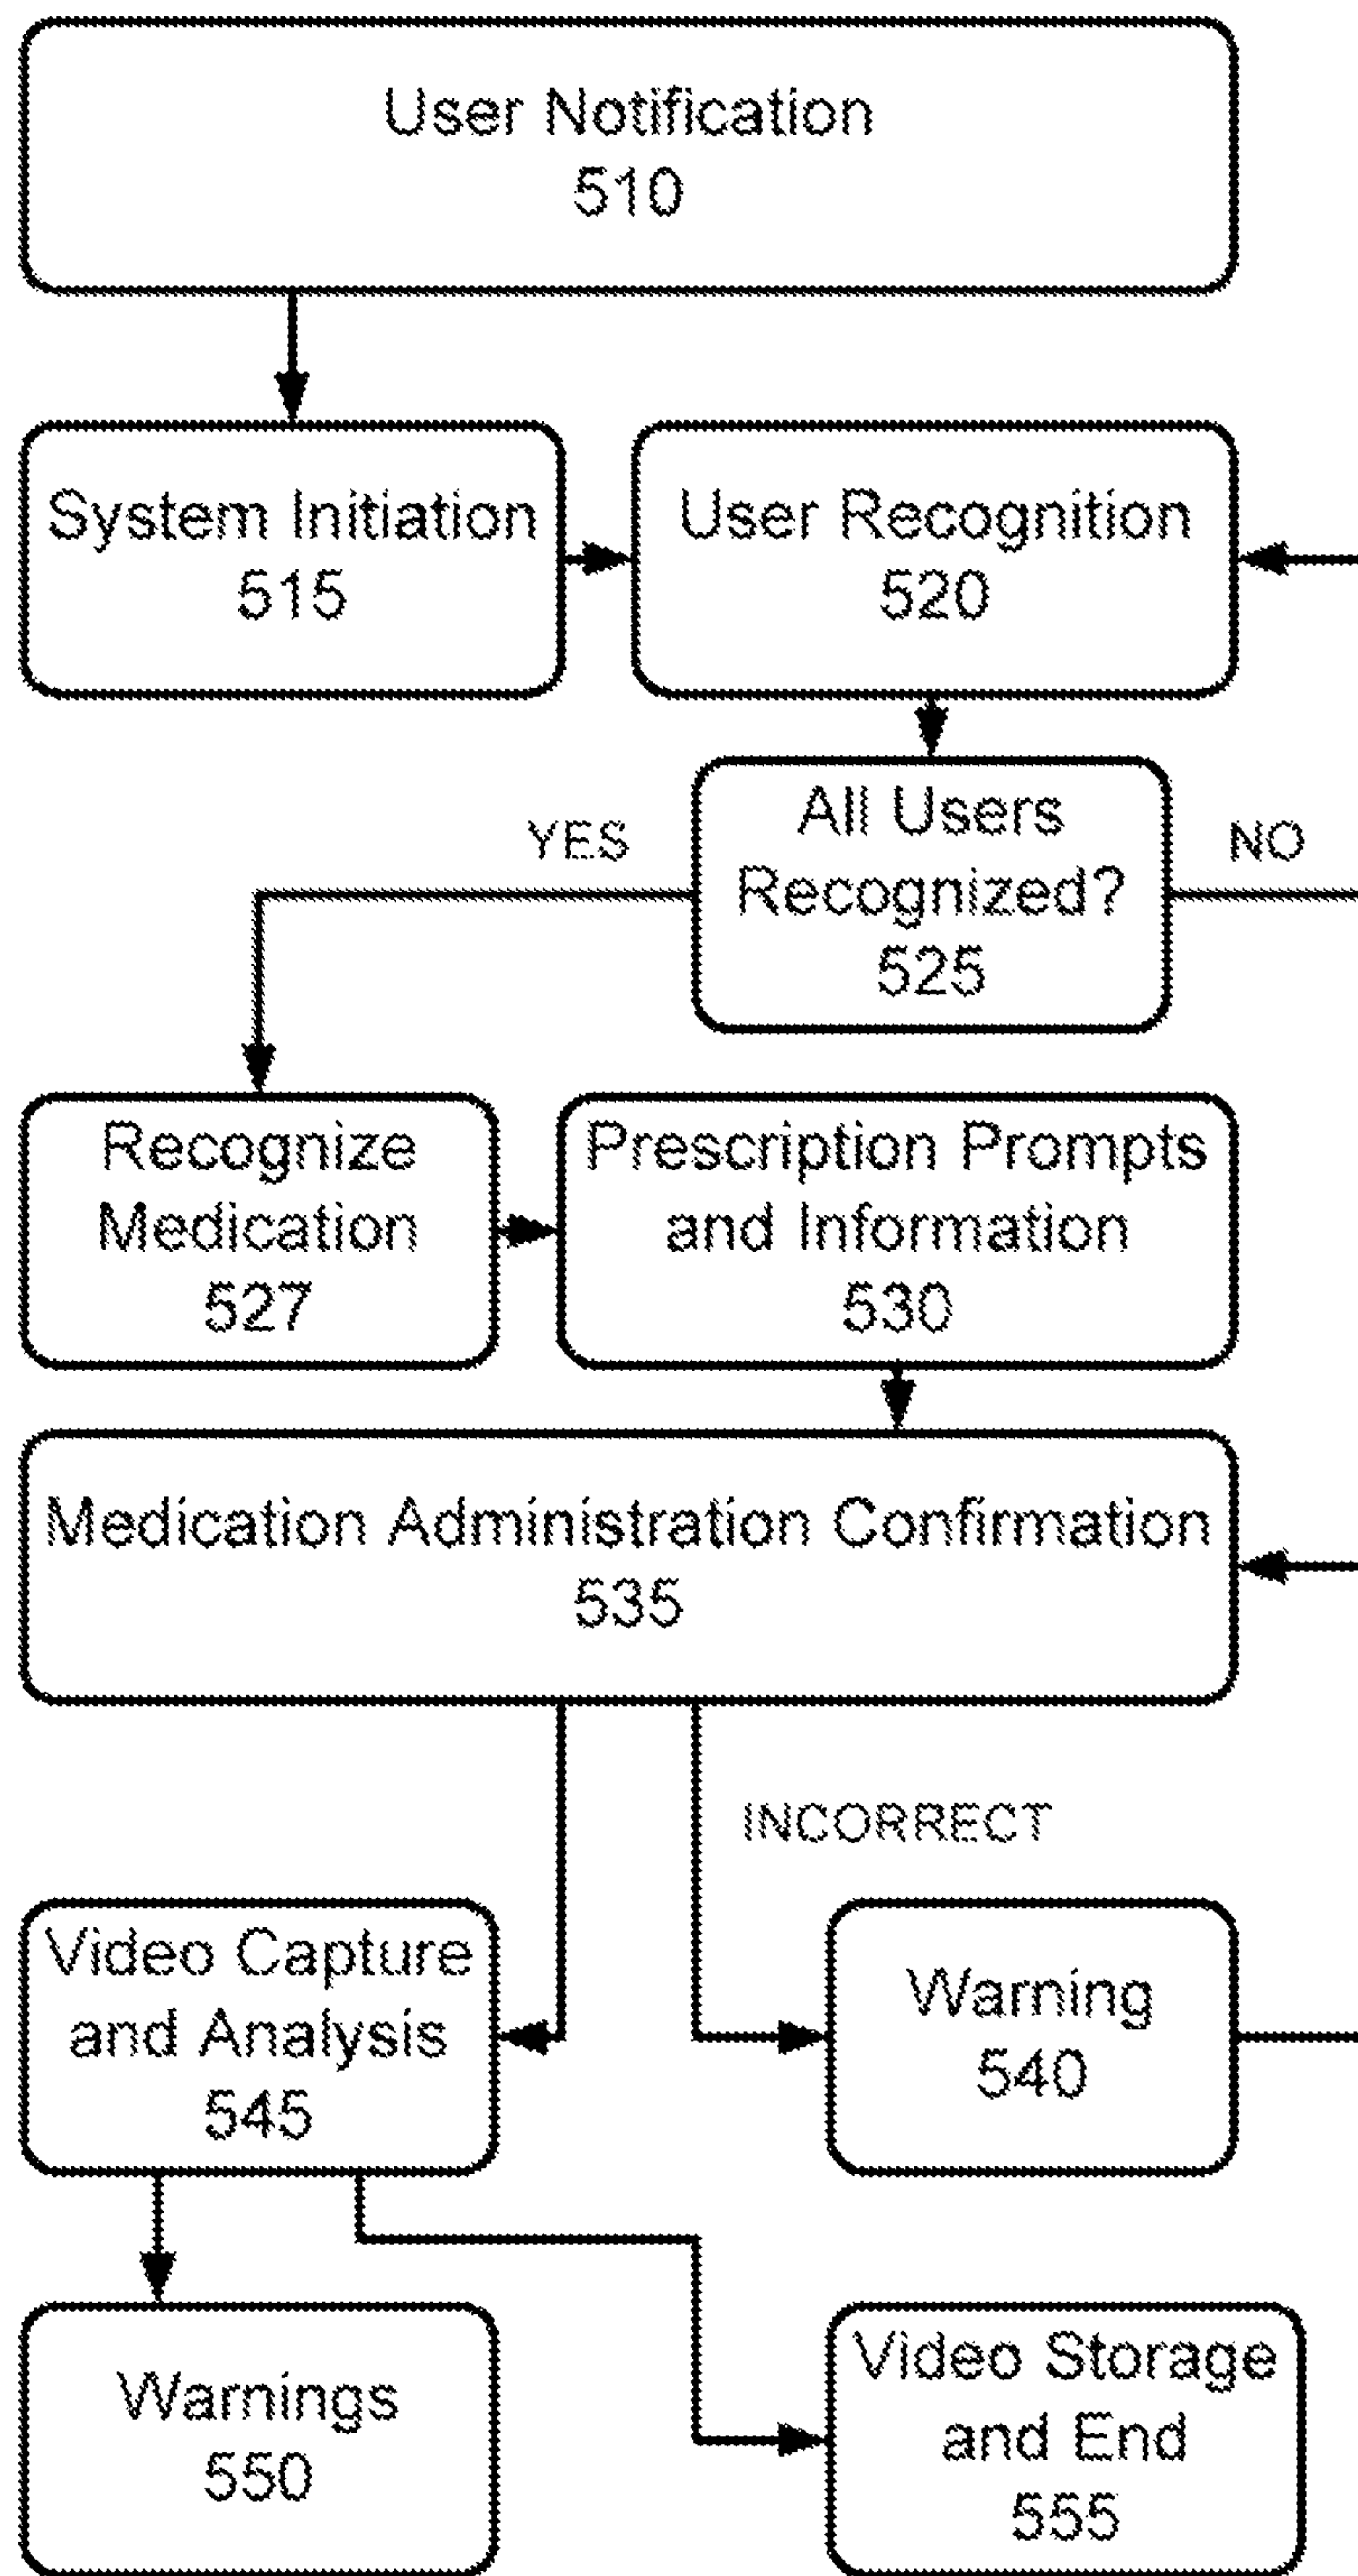 User Notification
510
System Initiation
515
User Recognition
520
All Users
Recognized?
525
YES
NO
Recognize
Medication
527
Prescription Prompts
and Information
530
Medication Administration Confirmation
535
INCORRECT
Video Capture
and Analysis
545
Warning
540
Warnings
550
Video Storage
and End
555